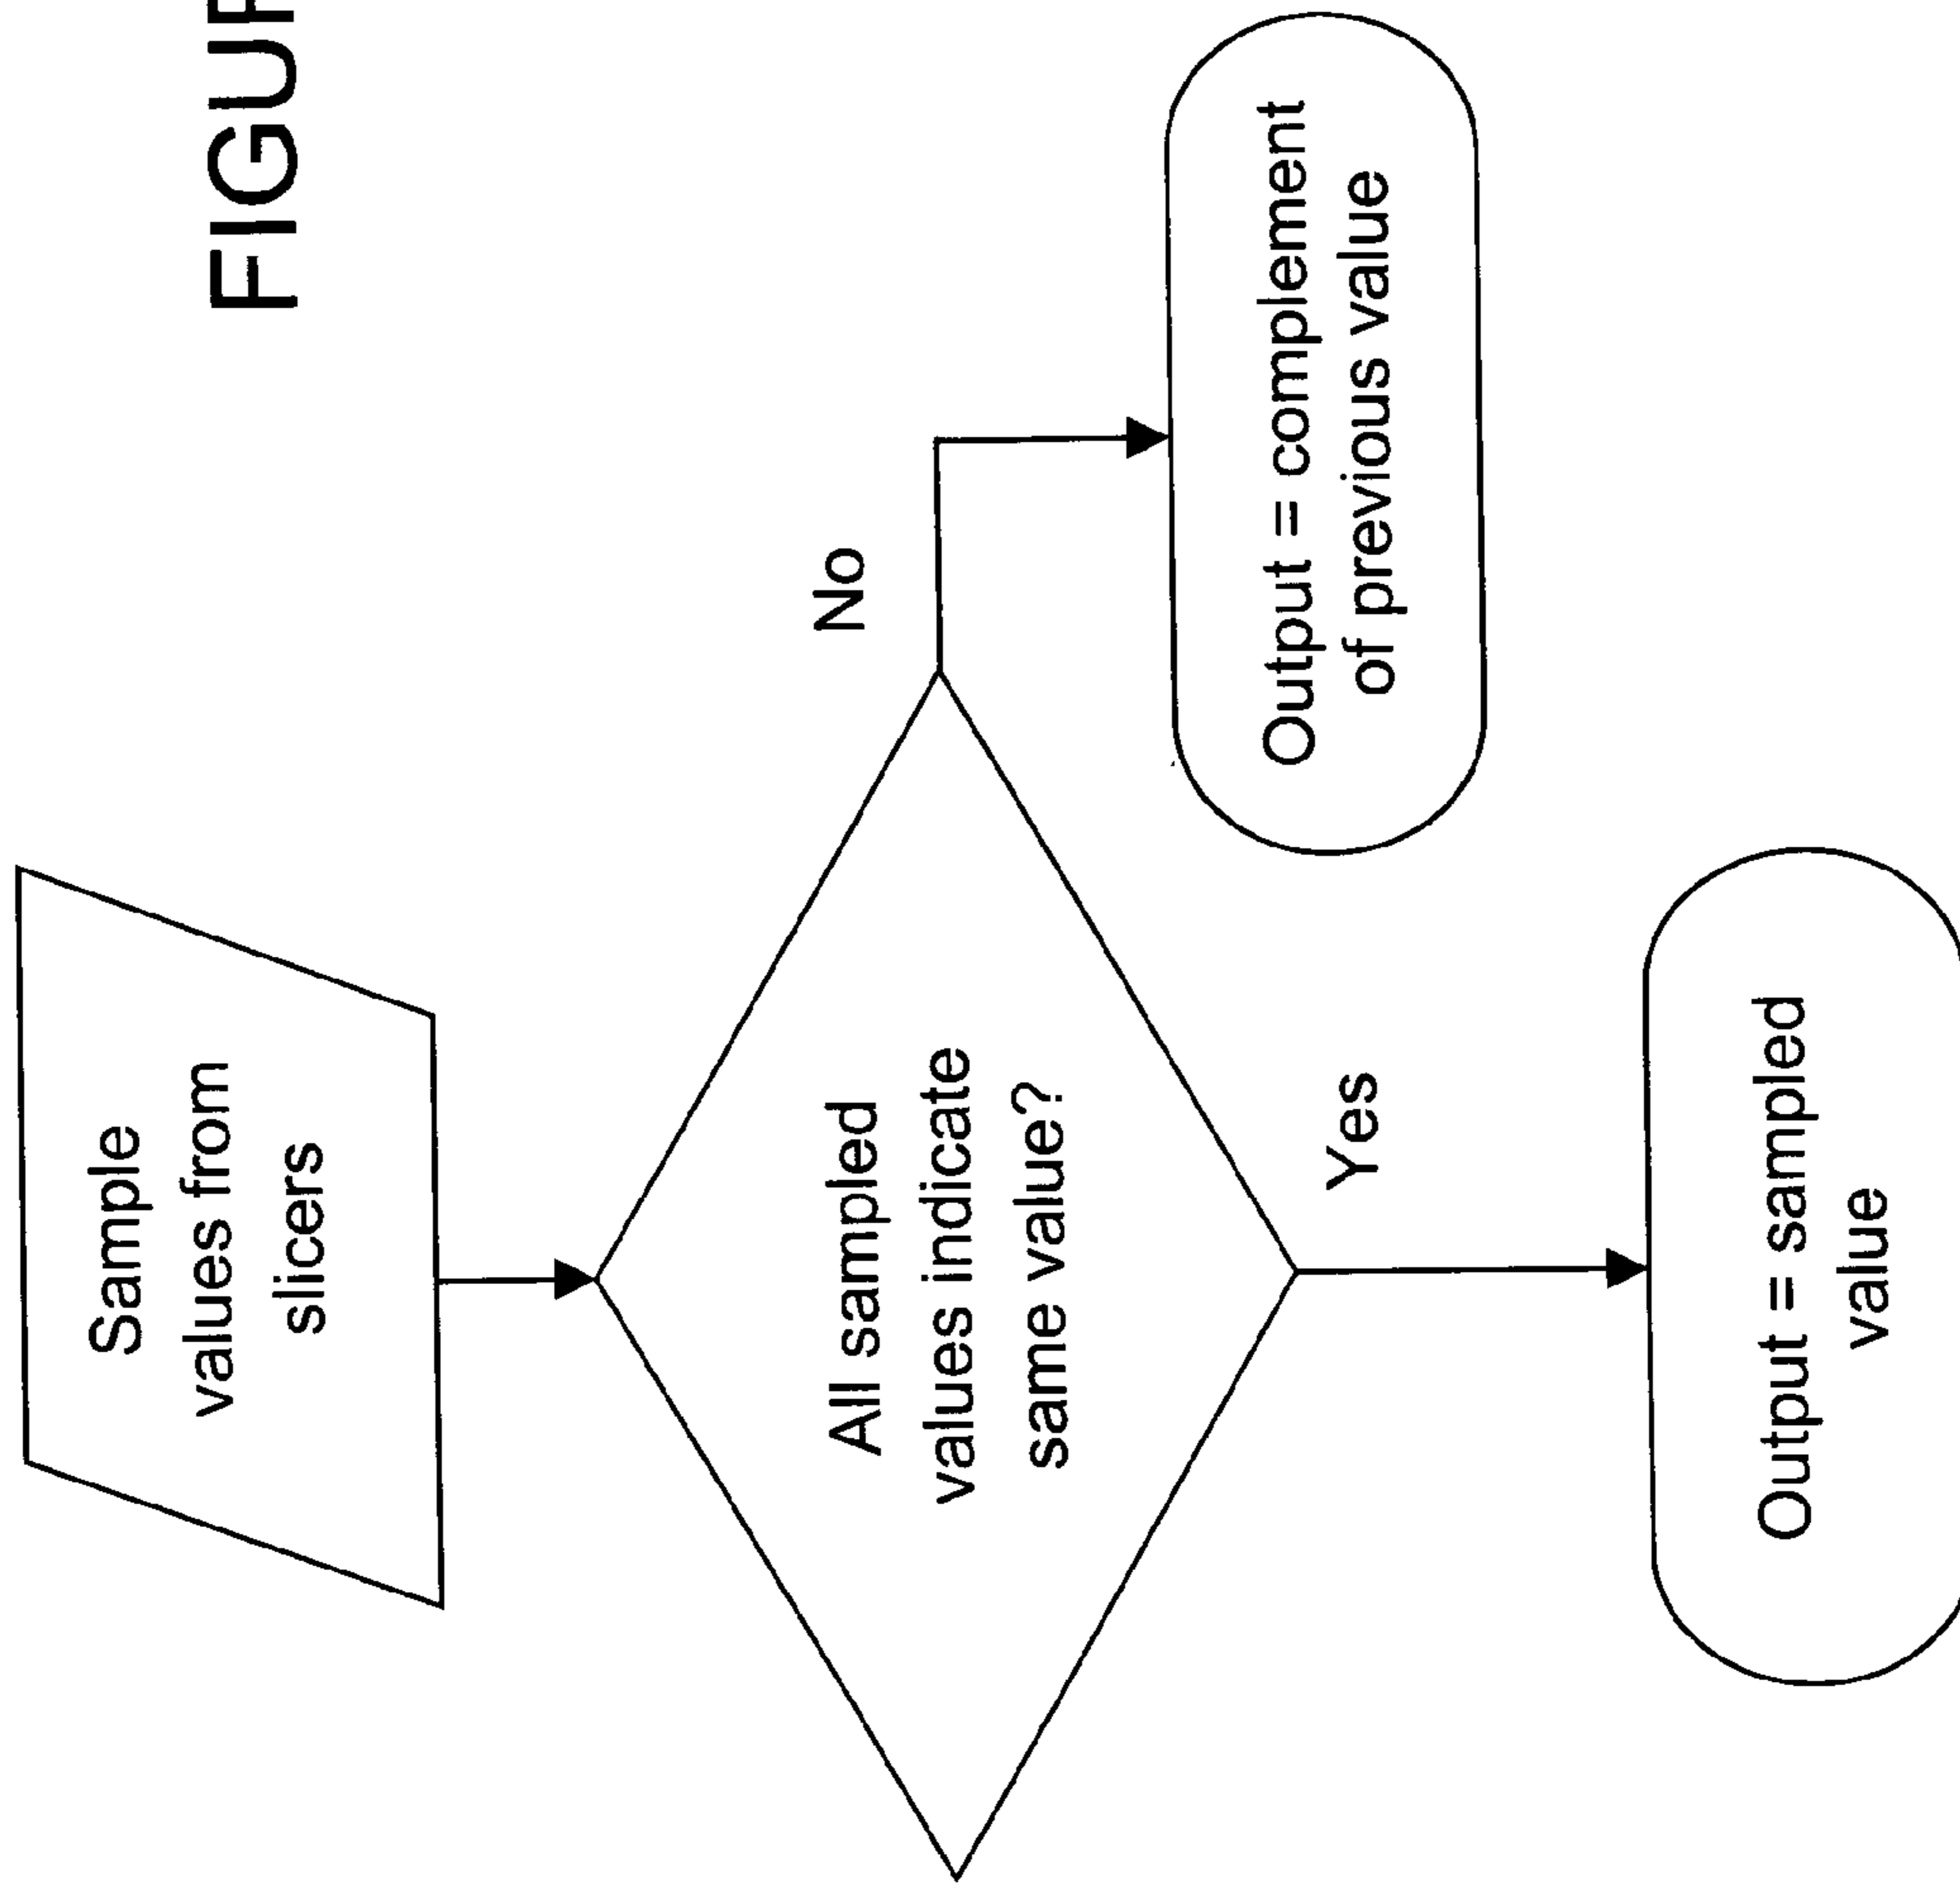 Sample
values from
slicers
All sampled
values indicate
same value?
No
Output = complement
of previous value
Yes
Output = sampled
value